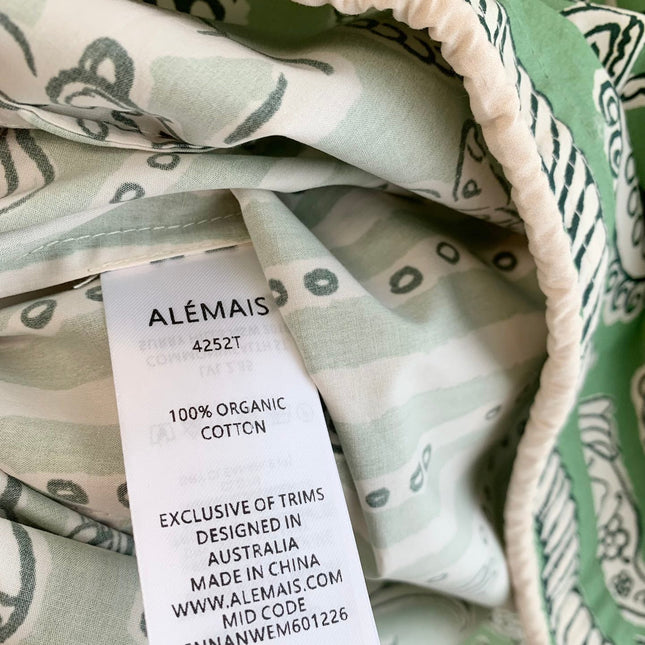 ALÉMAIS
4252T
100% ORGANIC
COTTON
EXCLUSIVE OF TRIMS
DESIGNED IN
AUSTRALIA
MADE IN CHINA
WWW.ALEMAIS.COM
MID CODE